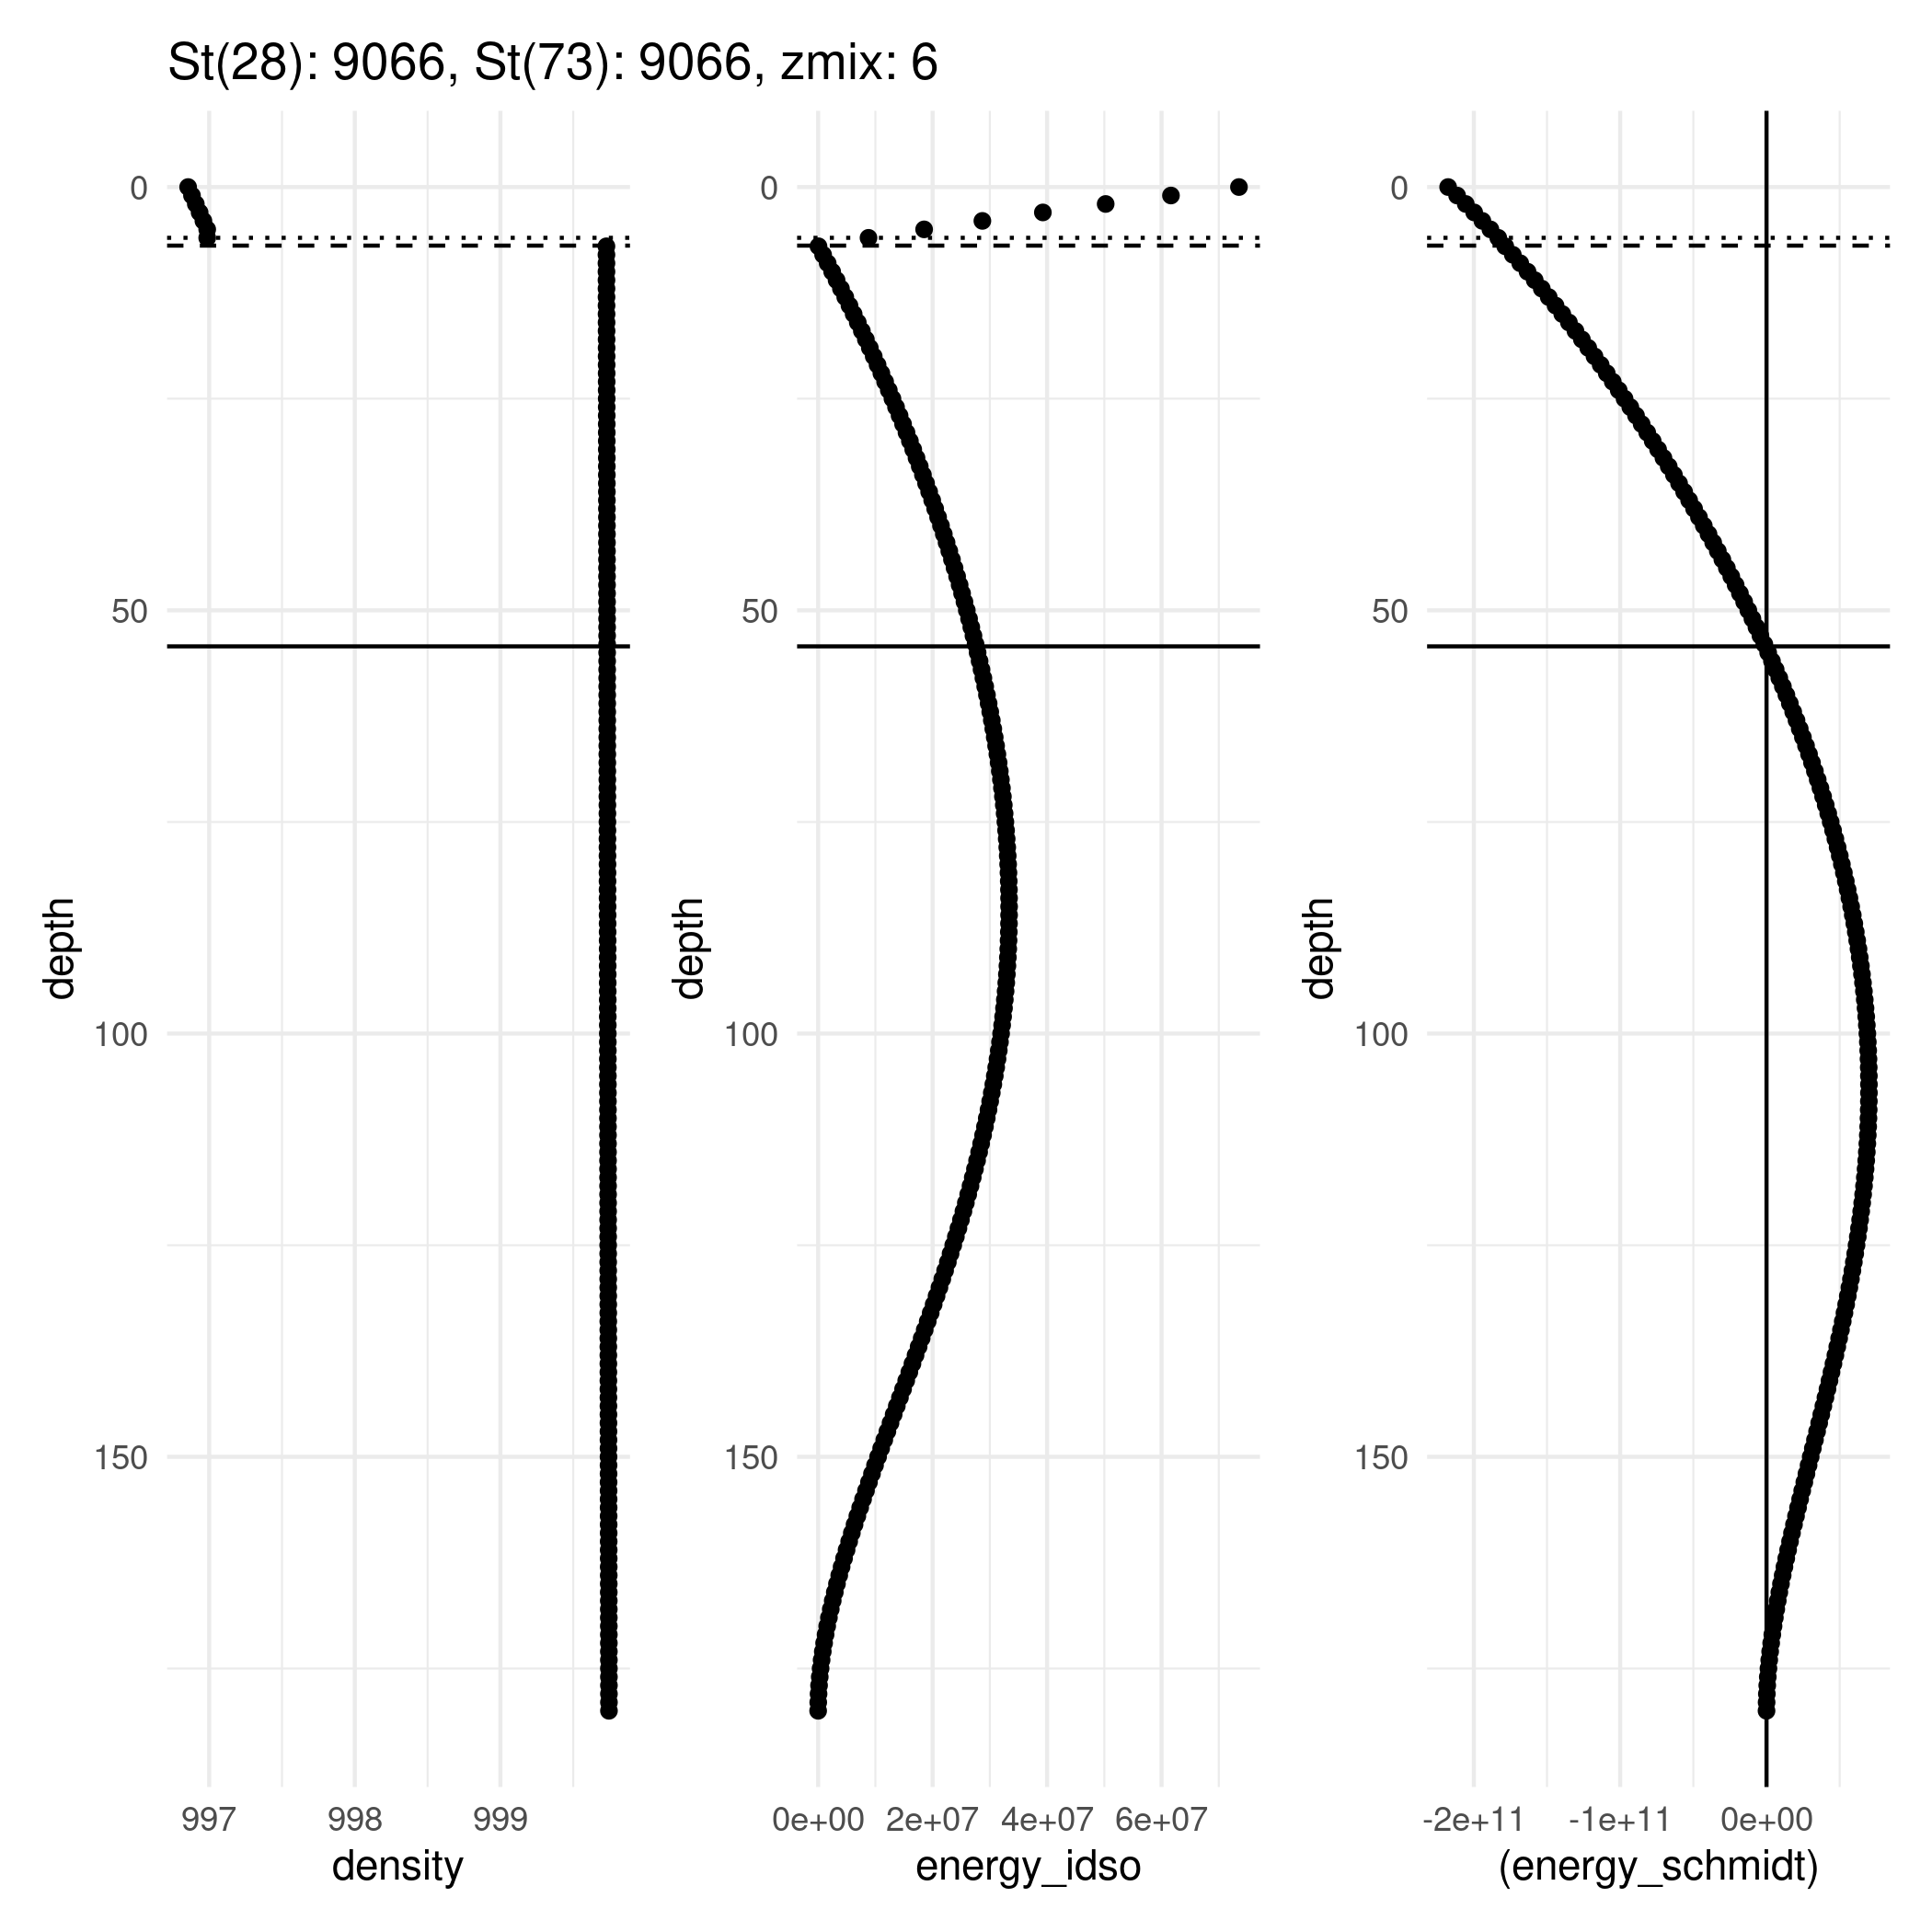 St(28): 9066, St(73): 9066, zmix: 6
0
50
100
150
depth
997 998 999
density
0
50
100
150
depth
0e+00 2e+07 4e+07 6e+07
energy_idso
0
50
100
150
depth
-2e+11 -1e+11 0e+00
(energy_schmidt)